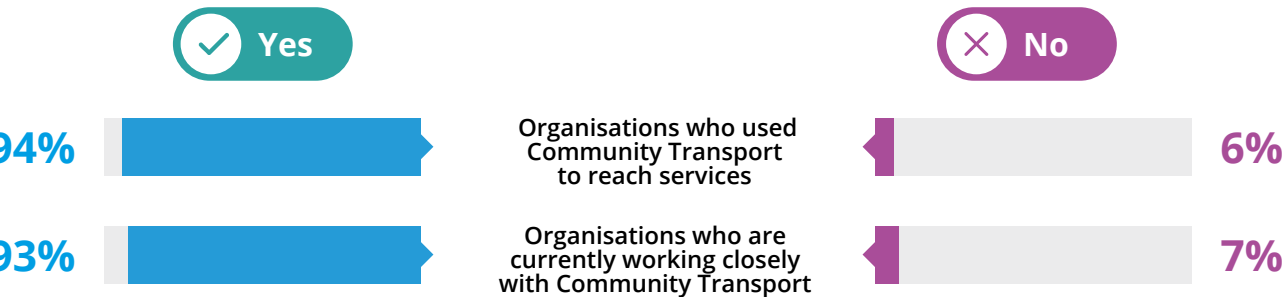 Yes
No
94%
Organisations who used
Community Transport
to reach services
6%
93%
Organisations who are
currently working closely
with Community Transport
7%